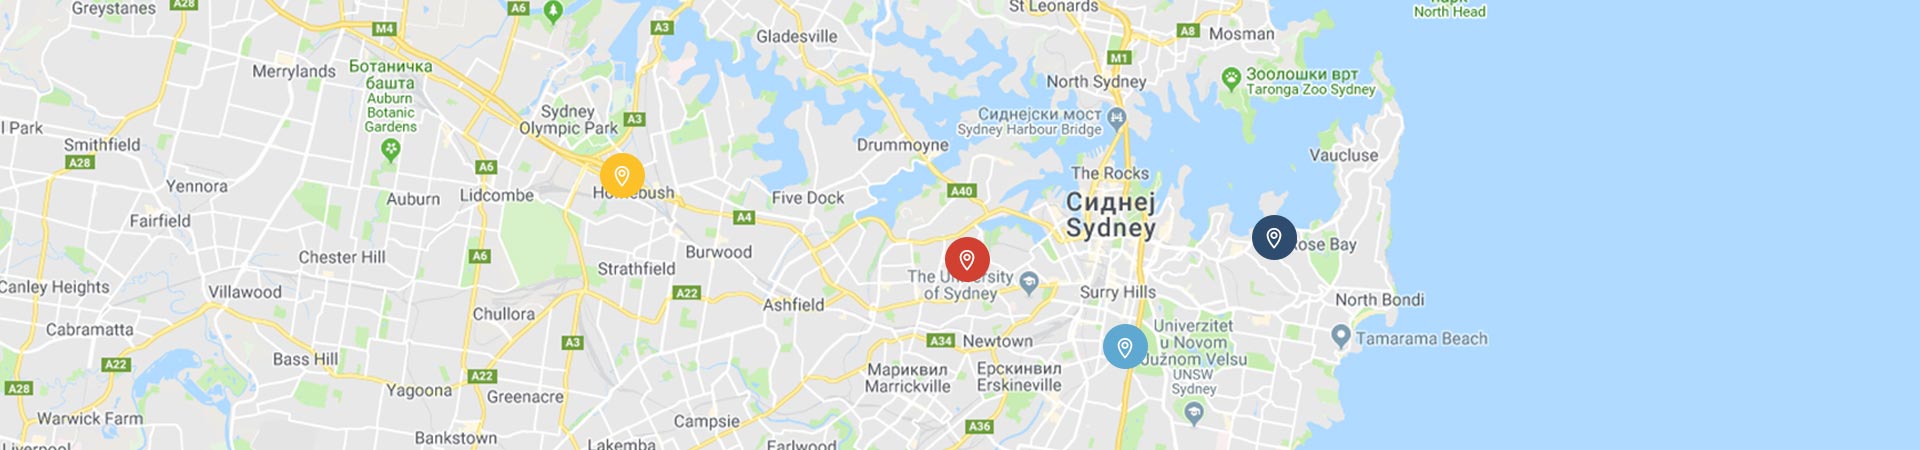 Greystanes
A28
A6
A3
St Leonards
парк
North Head
M4
Gladesville
A8
Mosman
Merrylands
Ботаничка
башта
Auburn
Botanic
Gardens
M1
North Sydney
Зоолошки врт
Taronga Zoo Sydney
l Park
Smithfield
A28
Sydney
Olympic Park
A3
Сиднејски мост
Sydney Harbour Bridge
Drummoyne
Vaucluse
A6
Yennora
Auburn
Lidcombe
The Rocks
Five Dock
A40
Fairfield
A4
Сиднеј
Sydney
Chester Hill
A6
Burwood
Rose Bay
Strathfield
Canley Heights
Villawood
A22
The University
of Sydney
Surry Hills
Ashfield
North Bondi
Chullora
Cabramatta
A3
A34
Newtown
Univerzitet
u Novom
Južnom Velsu
UNSW
Sydney
Tamarama Beach
Bass Hill
A22
A28
Yagoona
A22
Greenacre
Мариквил
Marrickville
Ерскинвил
Erskineville
Warwick Farm
Campsie
A36
Bankstown
Lakemba
Earlwood
Liverpool